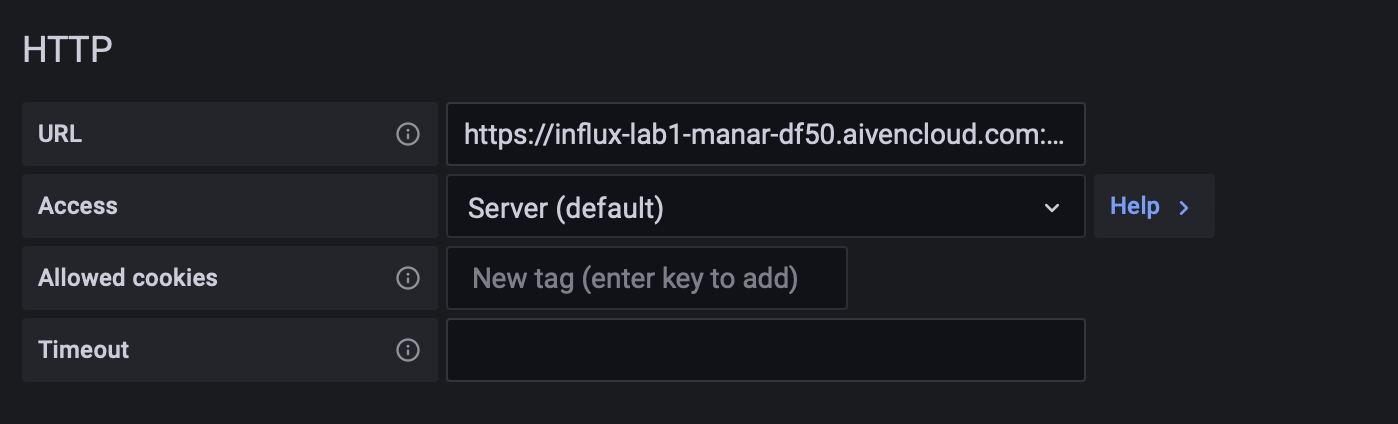 HTTP
URL https://influx-lab1-manar-df50.aivencloud.com:...
Access Server (default) Help
Allowed cookies New tag (enter key to add)
Timeout